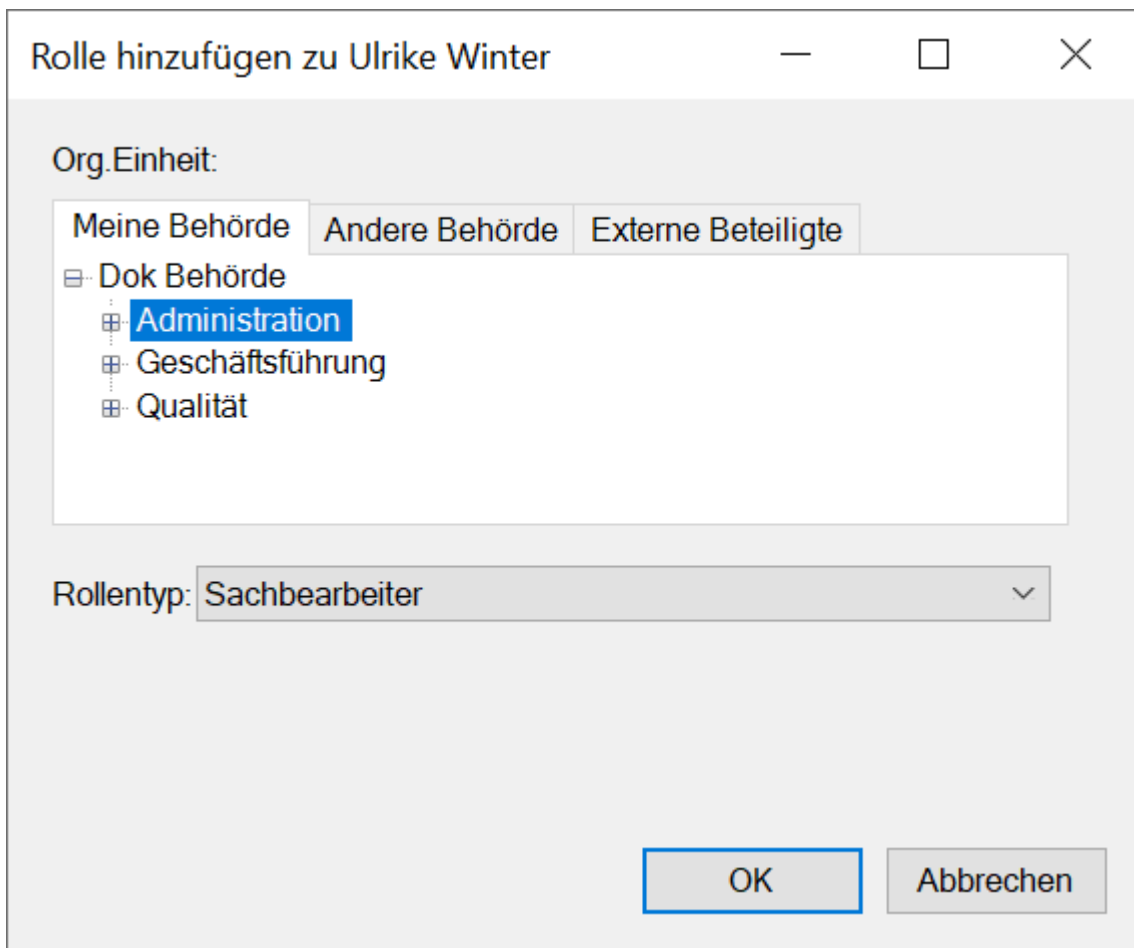 Rolle hinzufügen zu Ulrike Winter
Org.Einheit:
Meine Behörde Andere Behörde Externe Beteiligte
Dok Behörde
Administration
Geschäftsführung
Qualität
Rollentyp: Sachbearbeiter
OK Abbrechen